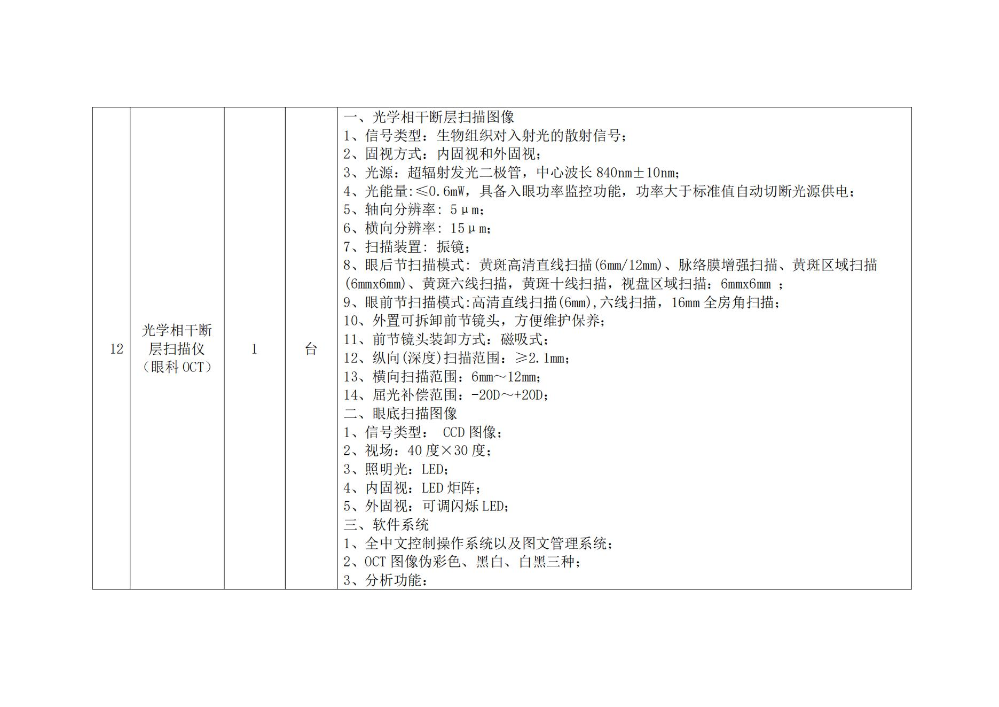 12
光学相干断
层扫描仪
（眼科 OCT）
1
台
一、光学相干断层扫描图像
1、信号类型：生物组织对入射光的散射信号；
2、固视方式：内固视和外固视；
3、光源：超辐射发光二极管，中心波长 840nm±10nm；
4、光能量:≤0.6mW，具备入眼功率监控功能，功率大于标准值自动切断光源供电；
5、轴向分辨率: 5μm；
6、横向分辨率: 15μm；
7、扫描装置: 振镜；
8、眼后节扫描模式: 黄斑高清直线扫描(6mm/12mm)、脉络膜增强扫描、黄斑区域扫描
(6mmx6mm)、黄斑六线扫描，黄斑十线扫描，视盘区域扫描：6mmx6mm ；
9、眼前节扫描模式:高清直线扫描(6mm),六线扫描，16mm 全房角扫描；
10、外置可拆卸前节镜头，方便维护保养；
11、前节镜头装卸方式：磁吸式；
12、纵向(深度)扫描范围：≥2.1mm；
13、横向扫描范围：6mm～12mm；
14、屈光补偿范围：-20D～+20D；
二、眼底扫描图像
1、信号类型： CCD 图像；
2、视场：40 度×30 度；
3、照明光：LED；
4、内固视：LED 炬阵；
5、外固视：可调闪烁 LED；
三、软件系统
1、全中文控制操作系统以及图文管理系统；
2、OCT 图像伪彩色、黑白、白黑三种；
3、分析功能：